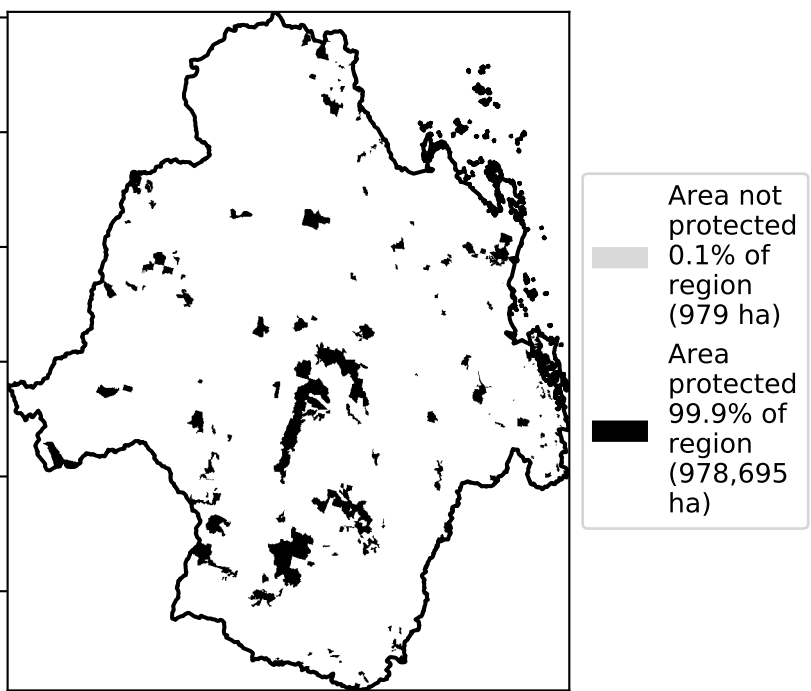 Area not
protected
0.1% of
region
(979 ha)
Area
protected
99.9% of
region
(978,695
ha)